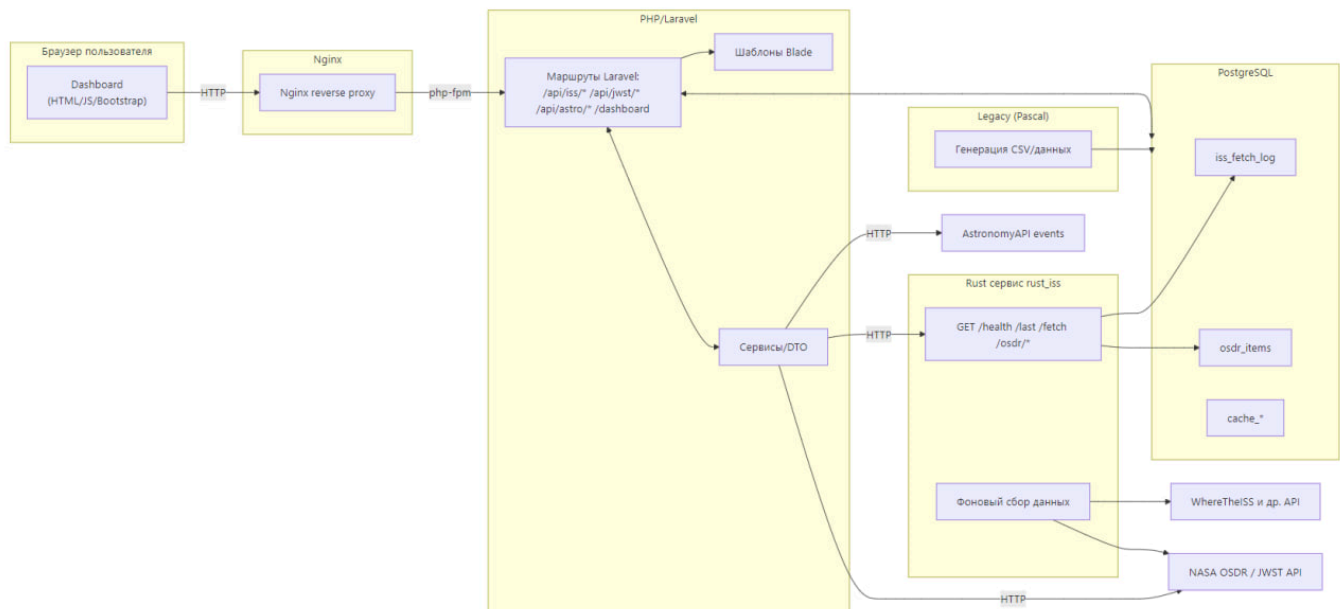 Браузер пользователя
Dashboard
(HTML/JS/Bootstrap)
HTTP
Nginx
Nginx reverse proxy
php-fpm
PHP/Laravel
Маршруты Laravel:
/api/iss/* /api/jwst/*
/api/astro/* /dashboard
Шаблоны Blade
Сервисы/DTO
Legacy (Pascal)
Генерация CSV/данных
HTTP
AstronomyAPI events
Rust сервис rust_iss
HTTP
GET /health /last /fetch
/osdr/*
Фоновый сбор данных
HTTP
PostgreSQL
iss_fetch_log
osdr_items
cache_*
WhereTheISS и др. API
NASA OSDR / JWST API